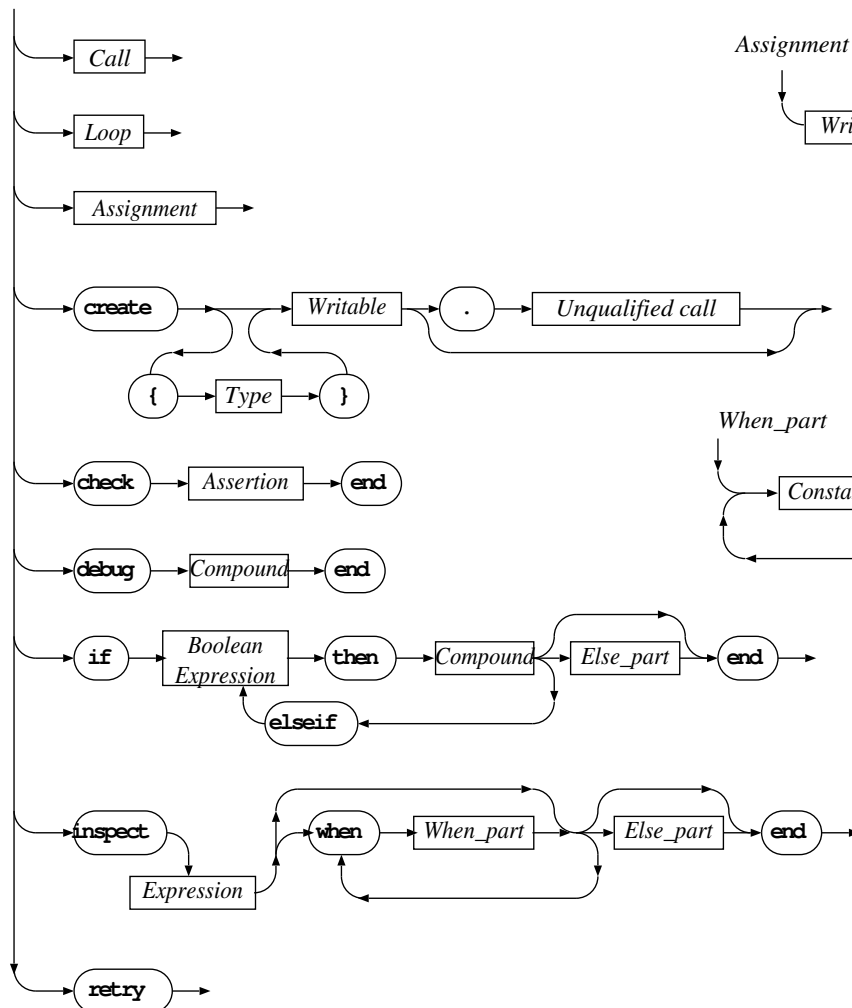 Call
Assignment
Loop
Assignment
create Writable . Unqualified call
{ Type }
When_part
check Assertion end
debug Compound end
if Boolean Expression then Compound Else_part end
elseif
inspect when When_part Else_part end
Expression
retry